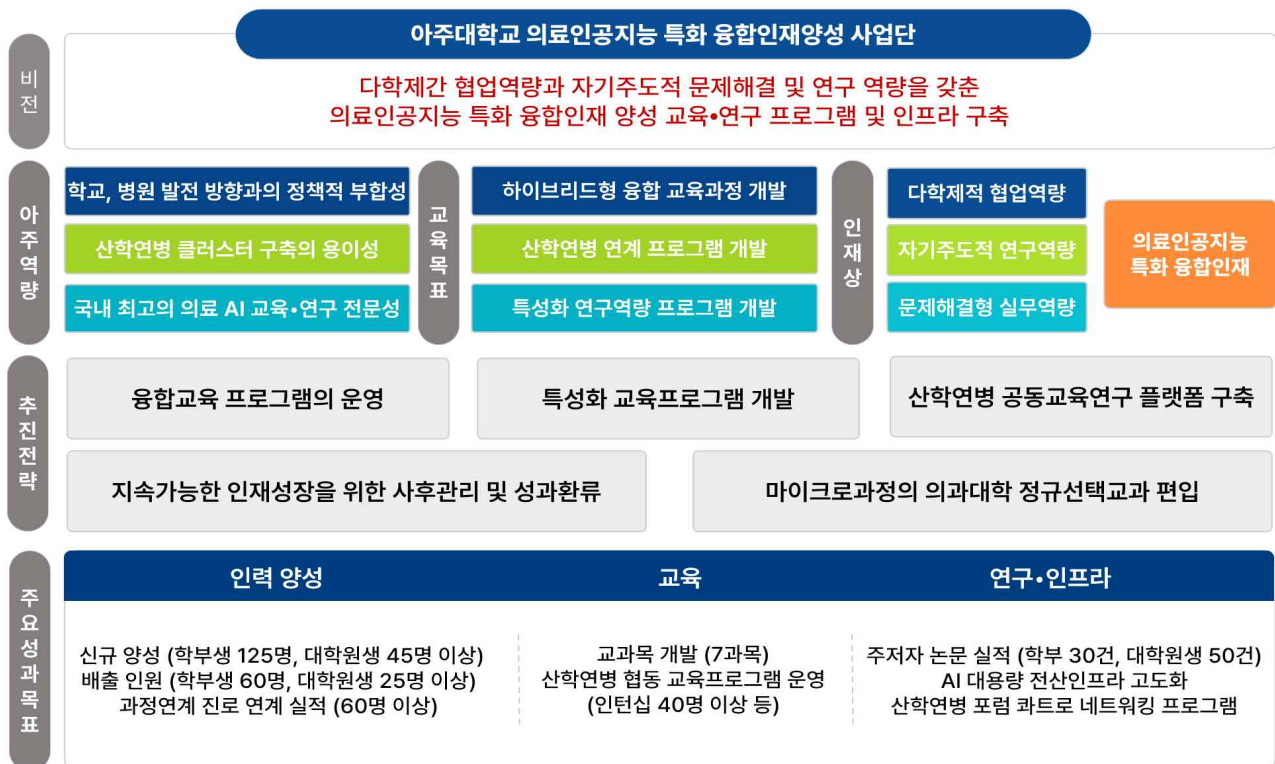 아주대학교 의료인공지능 특화 융합인재양성 사업단
비전
다학제간 협업역량과 자기주도적 문제해결 및 연구 역량을 갖춘
의료인공지능 특화 융합인재 양성 교육•연구 프로그램 및 인프라 구축
아주역량
학교, 병원 발전 방향과의 정책적 부합성
산학연병 클러스터 구축의 용이성
국내 최고의 의료 AI 교육•연구 전문성
교육목표
하이브리드형 융합 교육과정 개발
산학연병 연계 프로그램 개발
특성화 연구역량 프로그램 개발
인재상
다학제적 협업역량
자기주도적 연구역량
문제해결형 실무역량
의료인공지능
특화 융합인재
추진전략
융합교육 프로그램의 운영
특성화 교육프로그램 개발
산학연병 공동교육연구 플랫폼 구축
지속가능한 인재성장을 위한 사후관리 및 성과환류
마이크로과정의 의과대학 정규선택교과 편입
주요성과목표
인력 양성
신규 양성 (학부생 125명, 대학원생 45명 이상)
배출 인원 (학부생 60명, 대학원생 25명 이상)
과정연계 진로 연계 실적 (60명 이상)
교육
교과목 개발 (7과목)
산학연병 협동 교육프로그램 운영
(인턴십 40명 이상 등)
연구•인프라
주저자 논문 실적 (학부 30건, 대학원생 50건)
AI 대용량 전산인프라 고도화
산학연병 포럼 콰트로 네트워킹 프로그램